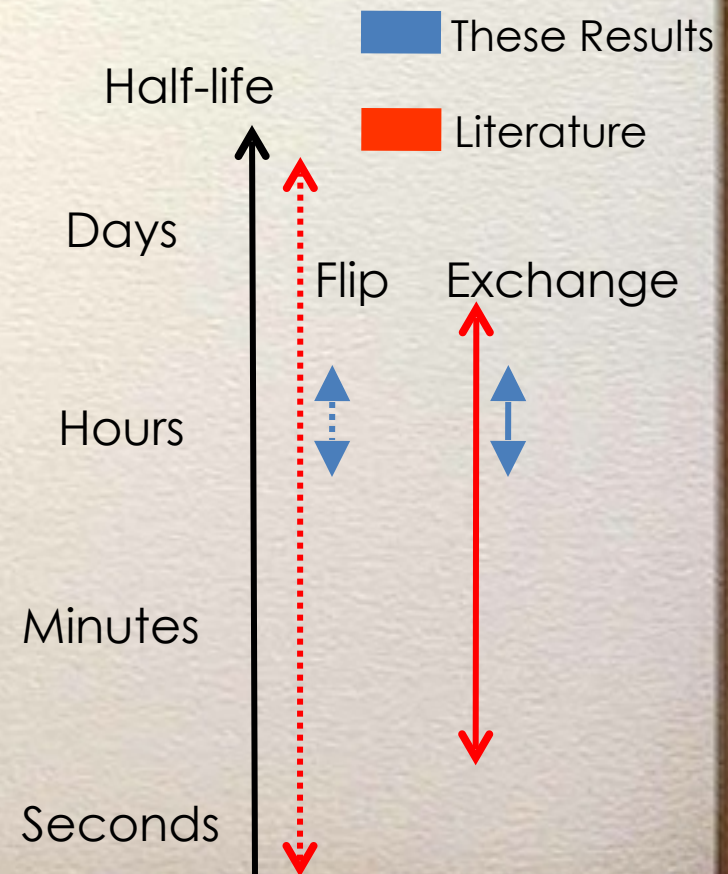 These Results
Half-life
Literature
Days
Flip Exchange
Hours
Minutes
Seconds